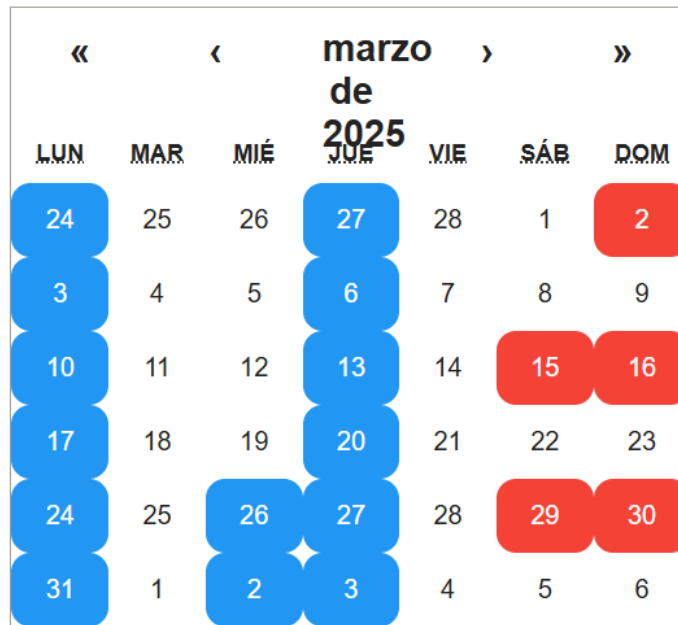 « ‹ marzo › »
de
2025
LUN MAR MIÉ JUE VIE SÁB DOM
24 25 26 27 28 1 2
3 4 5 6 7 8 9
10 11 12 13 14 15 16
17 18 19 20 21 22 23
24 25 26 27 28 29 30
31 1 2 3 4 5 6